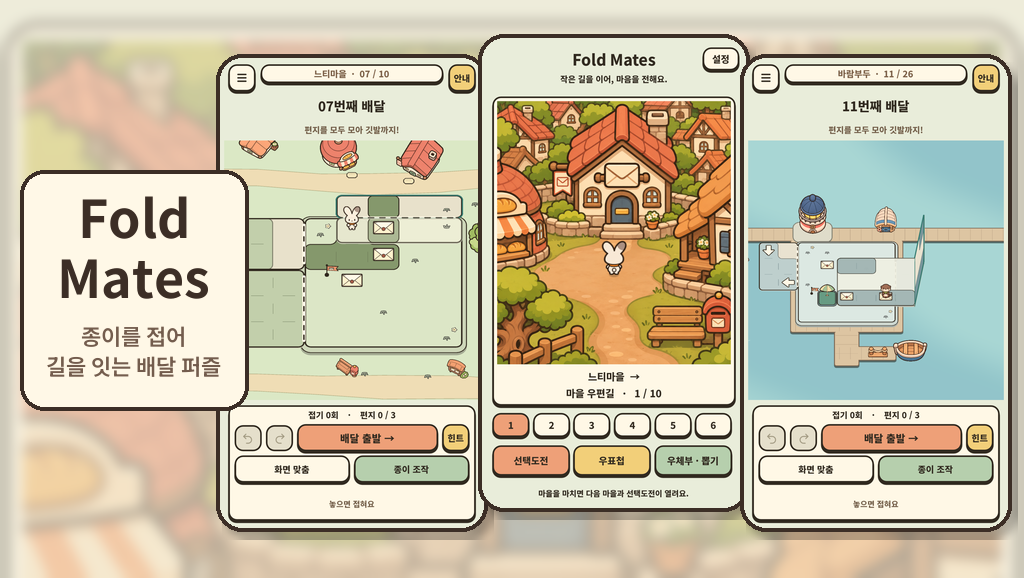 Fold
Mates
종이를 접어
길을 잇는 배달 퍼즐
느티마을 · 07 / 10
안내
07번째 배달
편지를 모두 모아 깃발까지!
접기 0회 · 편지 0 / 3
배달 출발 →
힌트
화면 맞춤
종이 조작
놓으면 접혀요
Fold Mates
설정
작은 길을 이어, 마음을 전해요.
느티마을 →
마을 우편길 · 1 / 10
1 2 3 4 5 6
선택도전
우표첩
우체부 · 뽑기
마을을 마치면 다음 마을과 선택도전이 열려요.
바람부두 · 11 / 26
안내
11번째 배달
편지를 모두 모아 깃발까지!
접기 0회 · 편지 0 / 3
배달 출발 →
힌트
화면 맞춤
종이 조작
놓으면 접혀요